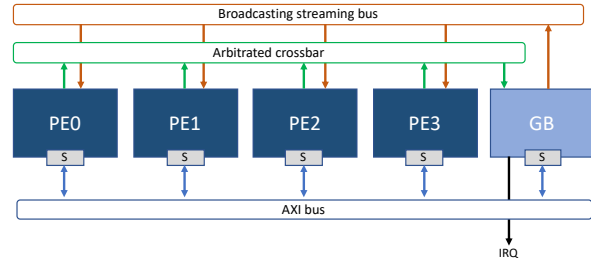 Broadcasting streaming bus
Arbitrated crossbar
PE0 PE1 PE2 PE3 GB
S S S S S
AXI bus
IRQ